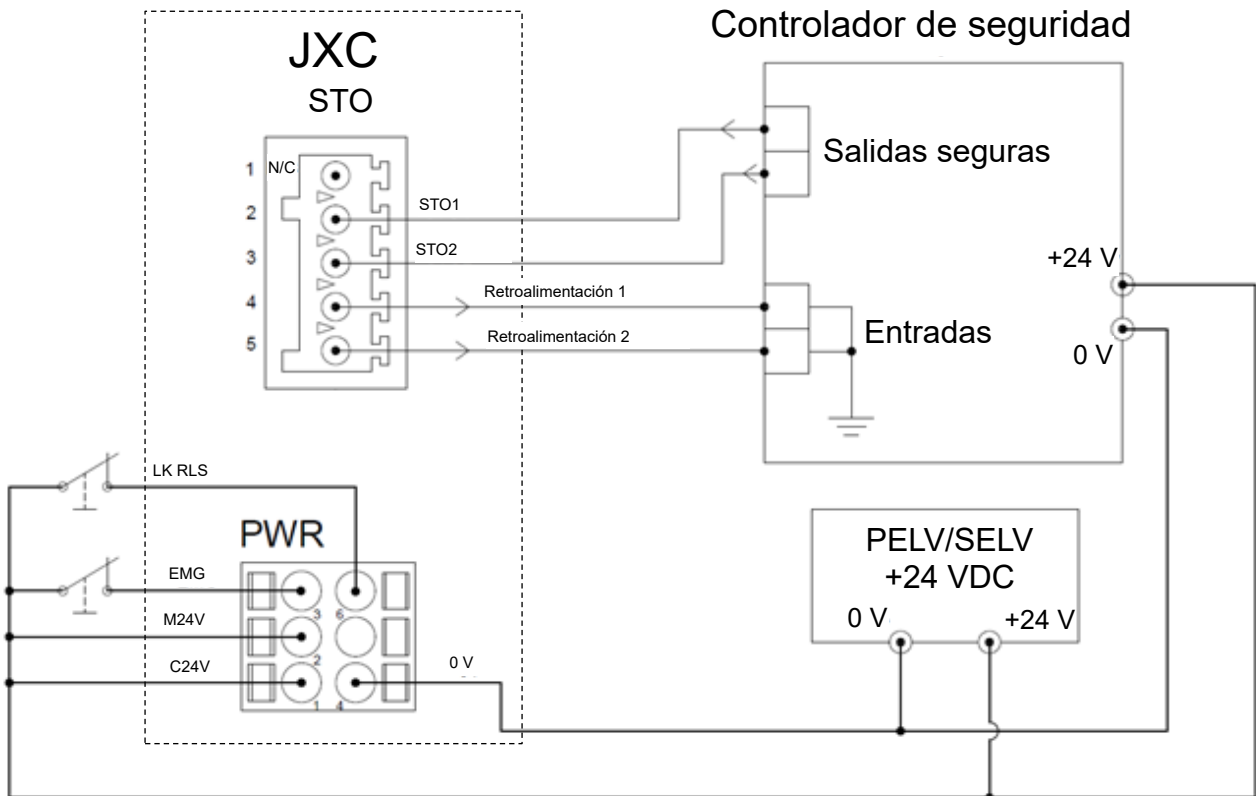 Controlador de seguridad
JXC
STO
Salidas seguras
1 N/C
2
STO1
3
STO2
4
Retroalimentación 1
5
Retroalimentación 2
Entradas
+24 V
0 V
LK RLS
PWR
EMG
3 6
M24V
2
C24V
1 4
0 V
PELV/SELV
+24 VDC
0 V
+24 V